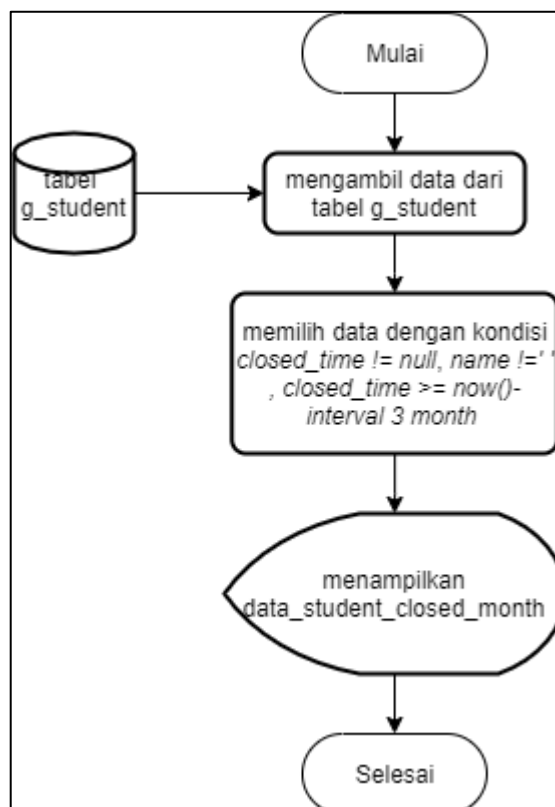 Mulai
tabel
g_student
mengambil data dari
tabel g_student
memilih data dengan kondisi
closed_time != null, name !=' '
, closed_time >= now()-
interval 3 month
menampilkan
data_student_closed_month
Selesai